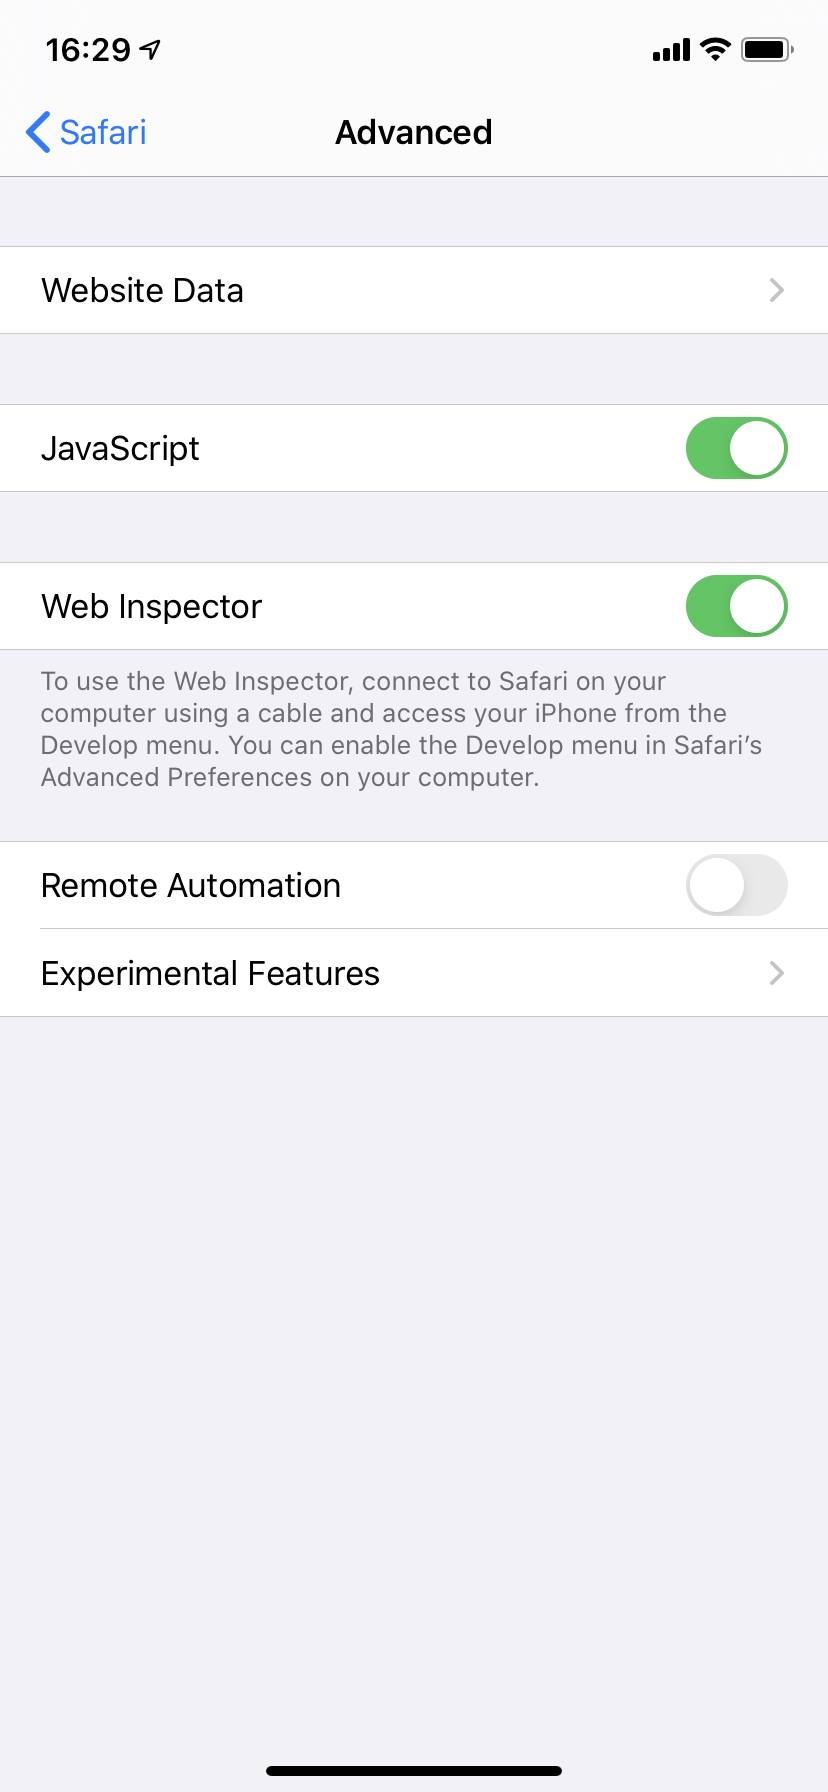 16:29
Safari
Advanced
Website Data
JavaScript
Web Inspector
To use the Web Inspector, connect to Safari on your
computer using a cable and access your iPhone from the
Develop menu. You can enable the Develop menu in Safari’s
Advanced Preferences on your computer.
Remote Automation
Experimental Features